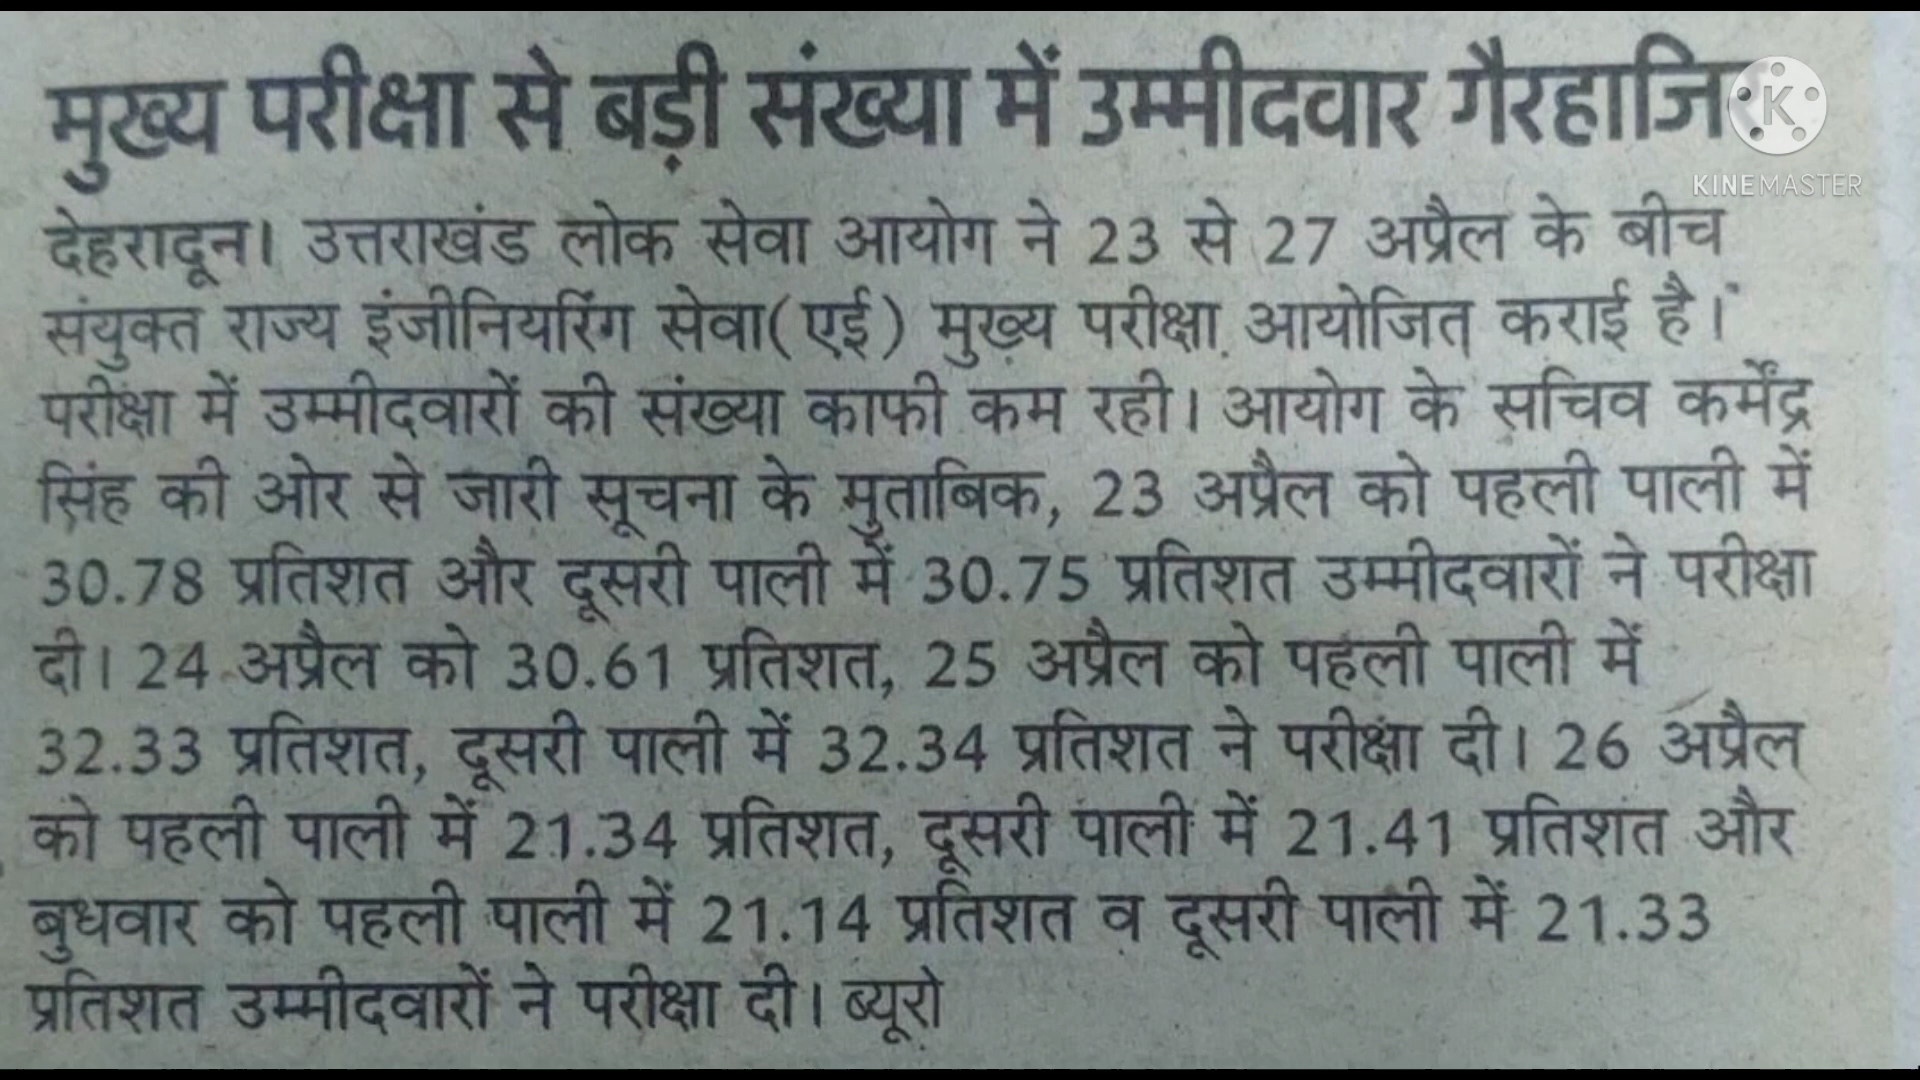 मुख्य परीक्षा से बड़ी संख्या में उम्मीदवार
KINEMASTER
देहरादून। उत्तराखंड लोक सेवा आयोग ने 23 से 27 अप्रैल के बीच
संयुक्त राज्य इंजीनियरिंग सेवा(एई) मुख्य परीक्षा आयोजित कराई है।
परीक्षा में उम्मीदवारों की संख्या काफी कम रही। आयोग के सचिव कर्मेंद्र
सिंह की ओर से जारी सूचना के मुताबिक, 23 अप्रैल को पहली पाली में
30.78 प्रतिशत और दूसरी पाली में 30.75 प्रतिशत उम्मीदवारों ने परीक्षा
दी। 24 अप्रैल को 30.61 प्रतिशत, 25 अप्रैल को पहली पाली में
32.33 प्रतिशत, दूसरी पाली में 32.34 प्रतिशत ने परीक्षा दी। 26 अप्रैल
को पहली पाली में 21.34 प्रतिशत, दूसरी पाली में 21.41 प्रतिशत और
बुधवार को पहली पाली में 21.14 प्रतिशत व दूसरी पाली में 21.33
प्रतिशत उम्मीदवारों ने परीक्षा दी। ब्यूरो